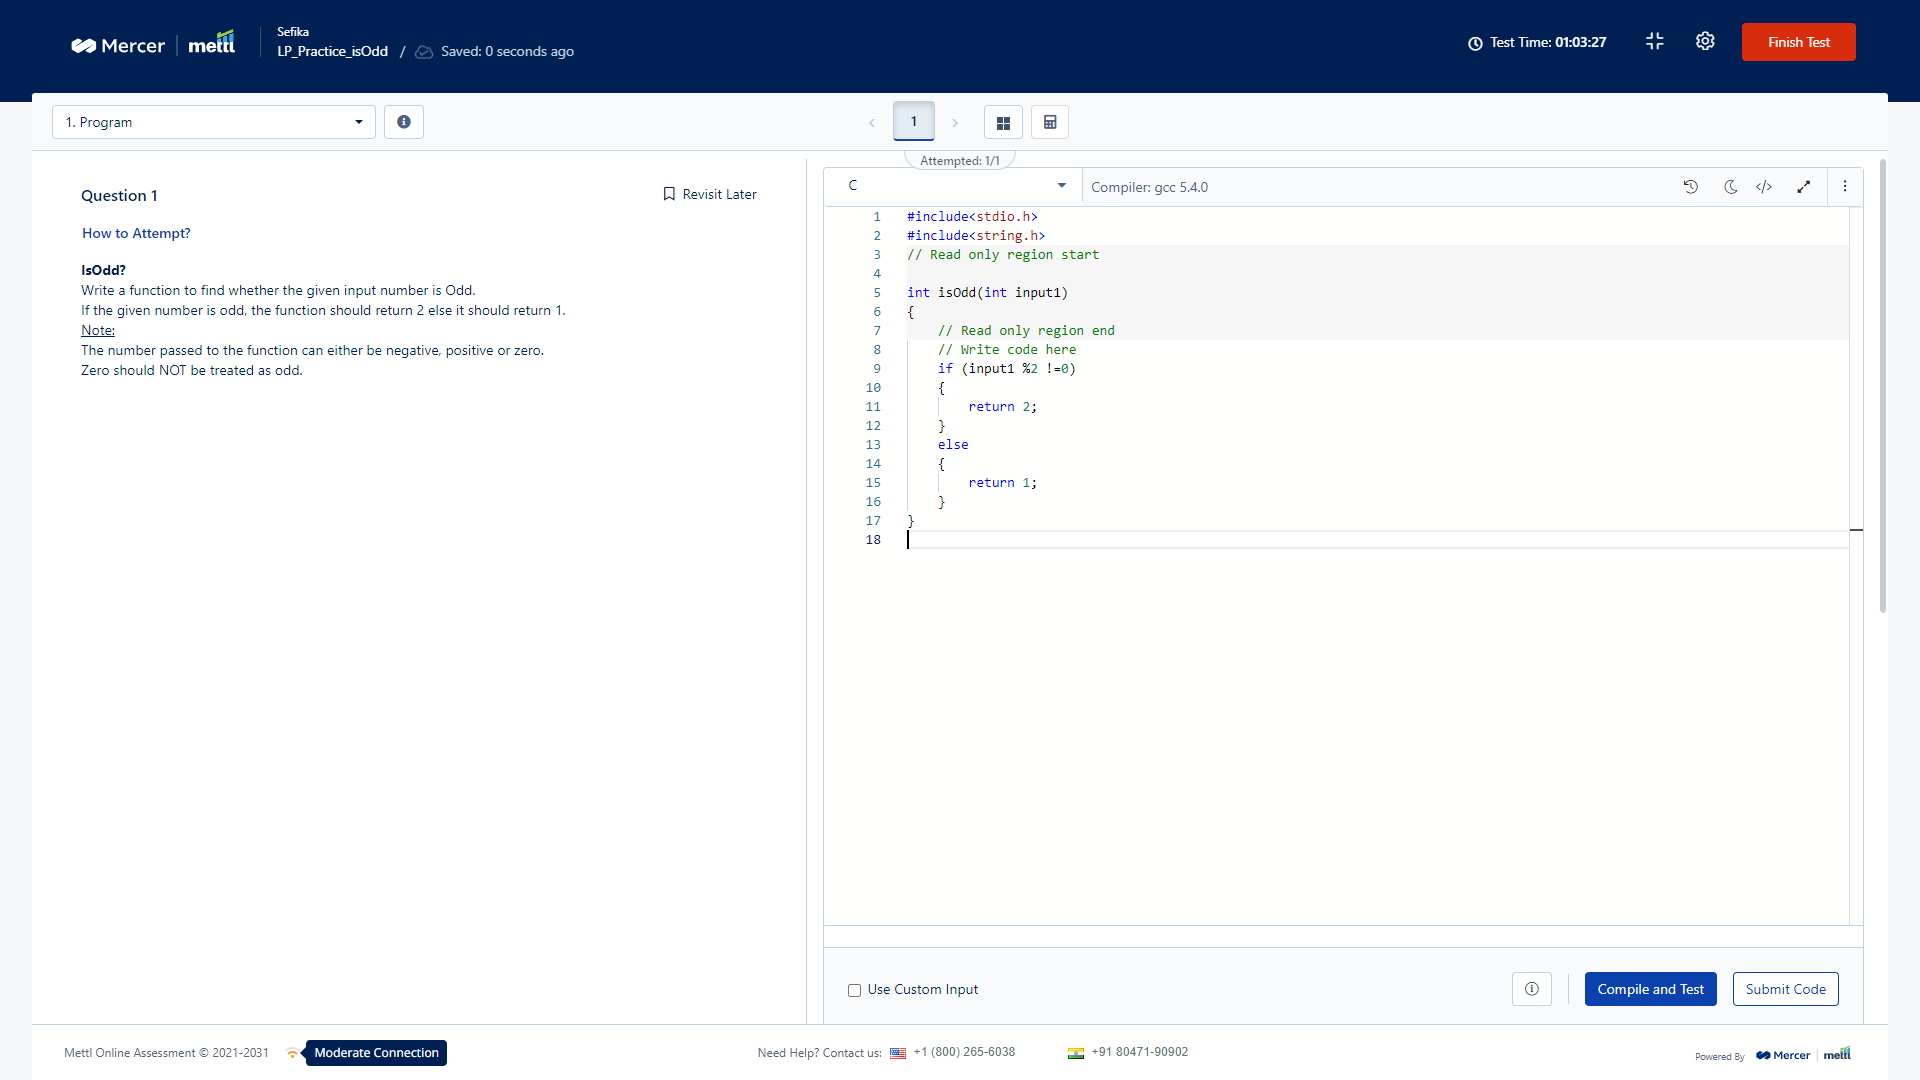 Mercer | mettl
Sefika
LP_Practice_isOdd / Saved: 0 seconds ago
Test Time: 01:03:27
Finish Test
1. Program
1
Attempted: 1/1
Question 1
Revisit Later
How to Attempt?
IsOdd?
Write a function to find whether the given input number is Odd.
If the given number is odd, the function should return 2 else it should return 1.
Note:
The number passed to the function can either be negative, positive or zero.
Zero should NOT be treated as odd.
C
Compiler: gcc 5.4.0
1 #include<stdio.h>
2 #include<string.h>
3 // Read only region start
4
5 int isOdd(int input1)
6 {
7     // Read only region end
8     // Write code here
9     if (input1 %2 !=0)
10     {
11         return 2;
12     }
13     else
14     {
15         return 1;
16     }
17 }
18
Use Custom Input
Compile and Test
Submit Code
Mettl Online Assessment © 2021-2031
Moderate Connection
Need Help? Contact us: +1 (800) 265-6038
+91 80471-90902
Powered By Mercer | mettl